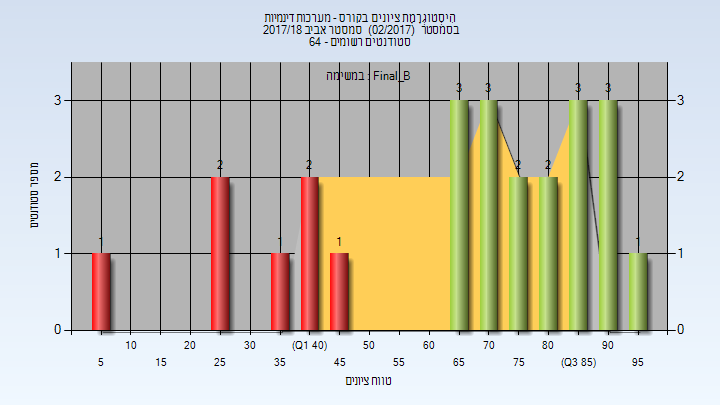 היסטוגרמת ציונים בקורס - מערכות דינמיות
בסמסטר (02/2017) סמסטר אביב 2017/18
סטודנטים רשומים - 64
במשימה : Final_B
מספר סטודנטים
3 3
2 2
1 1
0 0
1 2 1 2 1 3 3 2 2 3 3 1
10 20 30 (Q1 40) 50 60 70 80 90
5 15 25 35 45 55 65 75 (Q3 85) 95
טווח ציונים